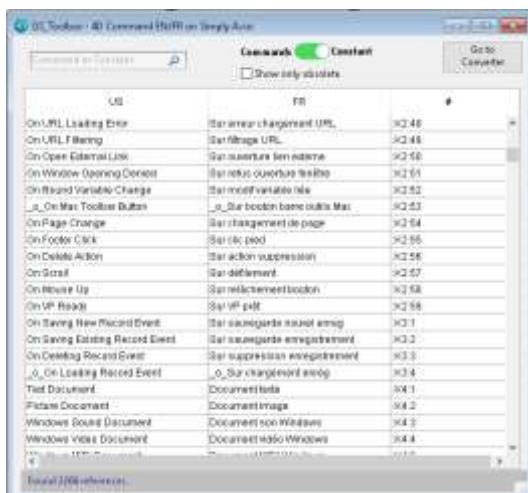 03_Toolbox - 4D Command EN/FR on Simply Asso
Commands Constant
Go to Converter
Command or Constant
Show only obsolete
US FR #
On URL Loading Error Sur erreur chargement URL ;K2:48
On URL Filtering Sur filtrage URL ;K2:49
On Open External Link Sur ouverture lien externe ;K2:50
On Window Opening Denied Sur refus ouverture fenêtre ;K2:51
On Bound Variable Change Sur modif variable liée ;K2:52
_o_On Mac Toolbar Button _o_Sur bouton barre outils Mac ;K2:53
On Page Change Sur changement de page ;K2:54
On Footer Click Sur clic pied ;K2:55
On Delete Action Sur action suppression ;K2:56
On Scroll Sur défilement ;K2:57
On Mouse Up Sur relâchement bouton ;K2:58
On VP Ready Sur VP prêt ;K2:59
On Saving New Record Event Sur sauvegarde nouvel enreg ;K3:1
On Saving Existing Record Event Sur sauvegarde enregistrement ;K3:2
On Deleting Record Event Sur suppression enregistrement ;K3:3
_o_On Loading Record Event _o_Sur chargement enreg ;K3:4
Text Document Document texte ;K4:1
Picture Document Document image ;K4:2
Windows Sound Document Document son Windows ;K4:3
Windows Video Document Document vidéo Windows ;K4:4
Found references.